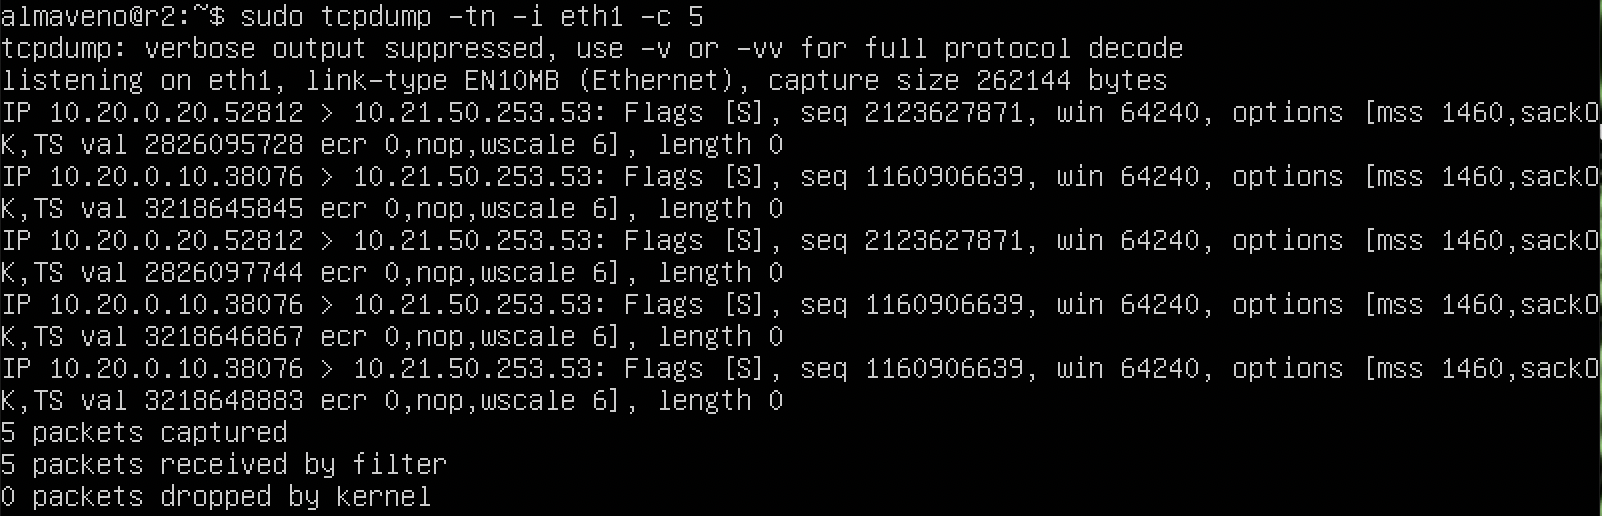 almaveno@r2:~$ sudo tcpdump -tn -i eth1 -c 5
tcpdump: verbose output suppressed, use -v or -vv for full protocol decode
listening on eth1, link-type EN10MB (Ethernet), capture size 262144 bytes
IP 10.20.0.20.52812 > 10.21.50.253.53: Flags [S], seq 2123627871, win 64240, options [mss 1460,sackO
K,TS val 2826095728 ecr 0,nop,wscale 6], length 0
IP 10.20.0.10.38076 > 10.21.50.253.53: Flags [S], seq 1160906639, win 64240, options [mss 1460,sackO
K,TS val 3218645845 ecr 0,nop,wscale 6], length 0
IP 10.20.0.20.52812 > 10.21.50.253.53: Flags [S], seq 2123627871, win 64240, options [mss 1460,sackO
K,TS val 2826097744 ecr 0,nop,wscale 6], length 0
IP 10.20.0.10.38076 > 10.21.50.253.53: Flags [S], seq 1160906639, win 64240, options [mss 1460,sackO
K,TS val 3218646867 ecr 0,nop,wscale 6], length 0
IP 10.20.0.10.38076 > 10.21.50.253.53: Flags [S], seq 1160906639, win 64240, options [mss 1460,sackO
K,TS val 3218648883 ecr 0,nop,wscale 6], length 0
5 packets captured
5 packets received by filter
0 packets dropped by kernel